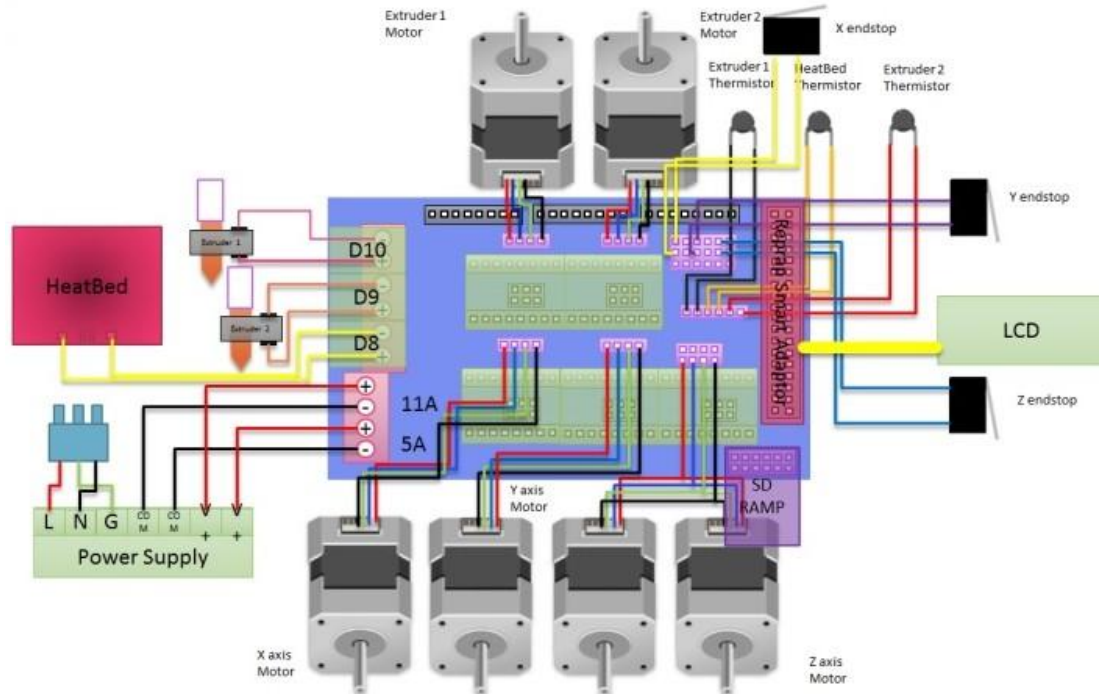 Extruder 1
Motor
Extruder 2
Motor
X endstop
Extruder 1
Thermistor
HeatBed
Thermistor
Extruder 2
Thermistor
Y endstop
Extruder 1
D10
HeatBed
D9
Extruder 2
D8
Reprap Smart Adaptor
LCD
+
-
+
-
11A
5A
Z endstop
L
N
G
CO
M
CO
M
+
+
Power Supply
Y axis
Motor
SD
RAMP
X axis
Motor
Z axis
Motor